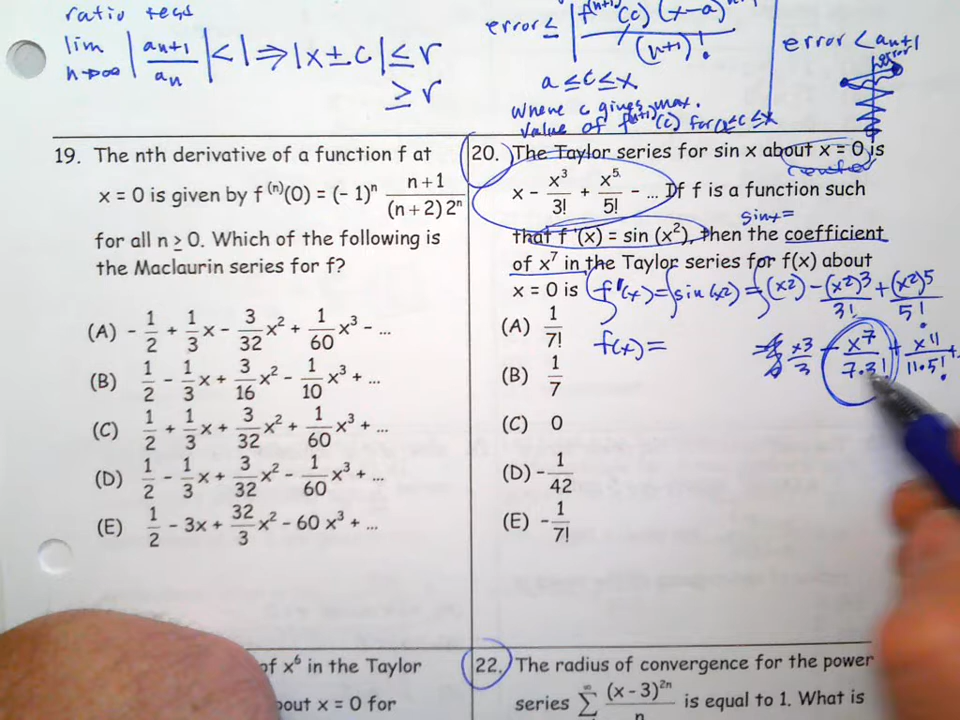 ratio tess
lim n→∞ |an+1/an| < 1 ⇒ |x ± c| ≤ r
≥ r
error ≤ |f^(n+1)(c) (x-a)^n+1 / (n+1)!|
a ≤ c ≤ x
where c gives max.
value of f^(n+1)(c) for a≤c≤x
error < an+1
error
19. The nth derivative of a function f at
x = 0 is given by f^(n)(0) = (- 1)^n (n+1)/((n+2) 2^n)
for all n ≥ 0. Which of the following is
the Maclaurin series for f?
(A) - 1/2 + 1/3 x - 3/32 x² + 1/60 x³ - ...
(B) 1/2 - 1/3 x + 3/16 x² - 1/10 x³ + ...
(C) 1/2 + 1/3 x + 3/32 x² + 1/60 x³ + ...
(D) 1/2 - 1/3 x + 3/32 x² - 1/60 x³ + ...
(E) 1/2 - 3x + 32/3 x² - 60 x³ + ...
20. The Taylor series for sin x about x = 0 is
center
x - x³/3! + x⁵/5! - ... If f is a function such
sinx=
that f '(x) = sin (x²), then the coefficient
of x⁷ in the Taylor series for f(x) about
x = 0 is
∫f'(x) = ∫sin(x2) = ∫(x2) - (x2)3/3! + (x2)5/5!
f(x) = x3/3 - x7/7·3! + x11/11·5! +
(A) 1/7!
(B) 1/7
(C) 0
(D) - 1/42
(E) - 1/7!
of x⁶ in the Taylor
bout x = 0 for
22. The radius of convergence for the power
series ∑ (x - 3)^2n / n is equal to 1. What is